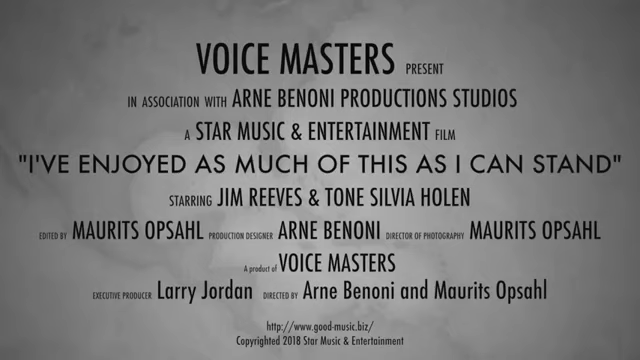 VOICE MASTERS PRESENT
IN ASSOCIATION WITH ARNE BENONI PRODUCTIONS STUDIOS
A STAR MUSIC & ENTERTAINMENT FILM
"I'VE ENJOYED AS MUCH OF THIS AS I CAN STAND"
STARRING JIM REEVES & TONE SILVIA HOLEN
EDITED BY MAURITS OPSAHL PRODUCTION DESIGNER ARNE BENONI DIRECTOR OF PHOTOGRAPHY MAURITS OPSAHL
A product of VOICE MASTERS
EXECUTIVE PRODUCER Larry Jordan DIRECTED BY Arne Benoni and Maurits Opsahl
http://www.good-music.biz/
Copyrighted 2018 Star Music & Entertainment